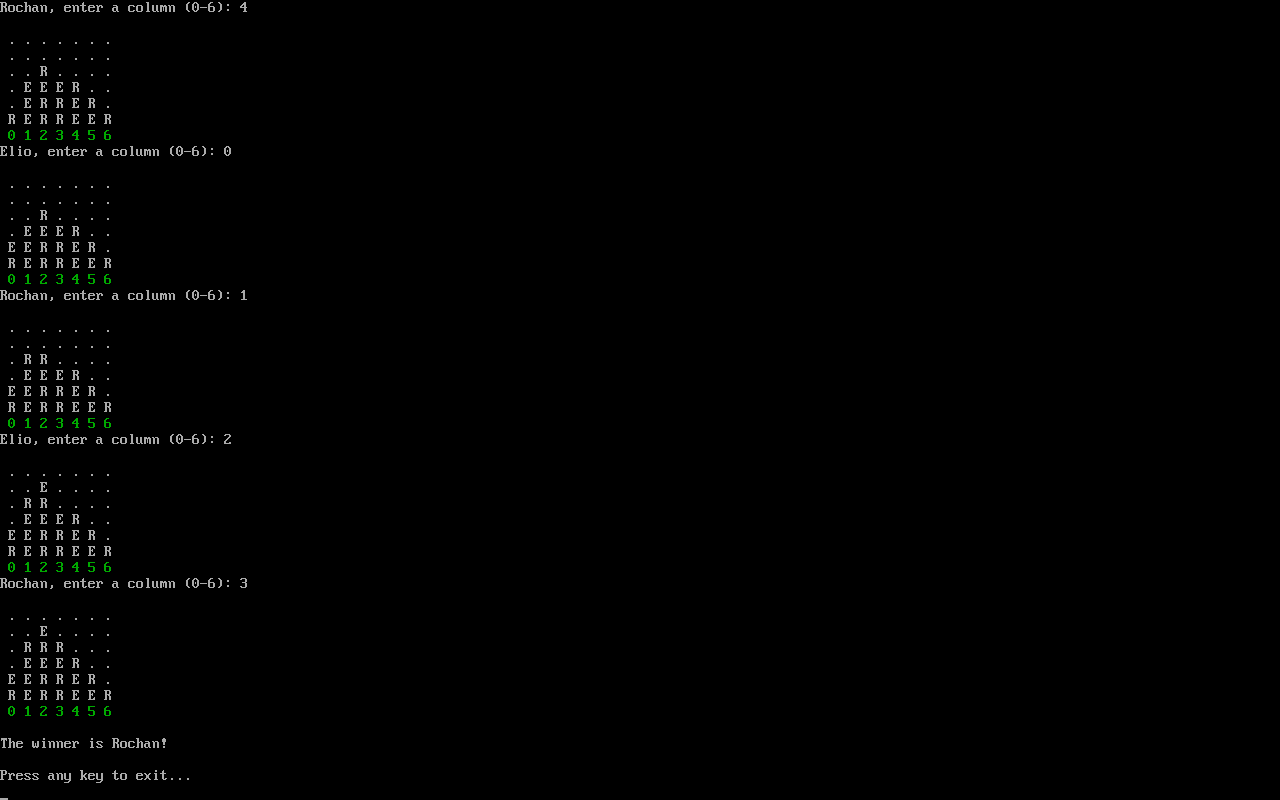 Rochan, enter a column (0-6): 4
. . . . . . .
. . . . . . .
. . R . . . .
. E E E R . .
. E R R E R .
R E R R E E R
0 1 2 3 4 5 6
Elio, enter a column (0-6): 0
. . . . . . .
. . . . . . .
. . R . . . .
. E E E R . .
E E R R E R .
R E R R E E R
0 1 2 3 4 5 6
Rochan, enter a column (0-6): 1
. . . . . . .
. . . . . . .
. R R . . . .
. E E E R . .
E E R R E R .
R E R R E E R
0 1 2 3 4 5 6
Elio, enter a column (0-6): 2
. . . . . . .
. . E . . . .
. R R . . . .
. E E E R . .
E E R R E R .
R E R R E E R
0 1 2 3 4 5 6
Rochan, enter a column (0-6): 3
. . . . . . .
. . E . . . .
. R R R . . .
. E E E R . .
E E R R E R .
R E R R E E R
0 1 2 3 4 5 6
The winner is Rochan!
Press any key to exit...